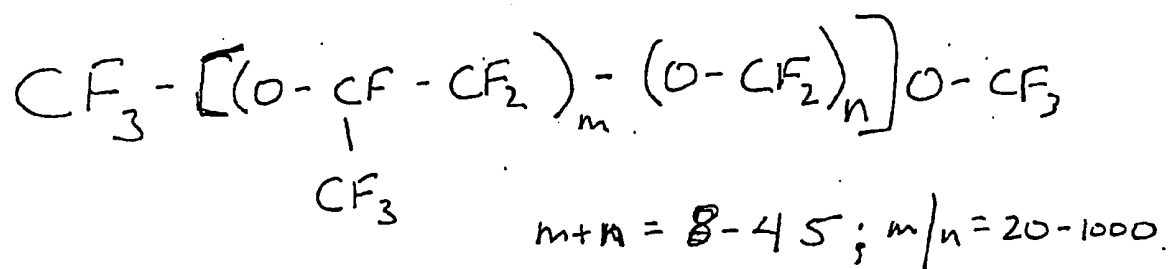 CF₃-[(O-CF-CF₂)ₘ-(O-CF₂)ₙ]O-CF₃
CF₃
m+n = 8-45; m/n = 20-1000.